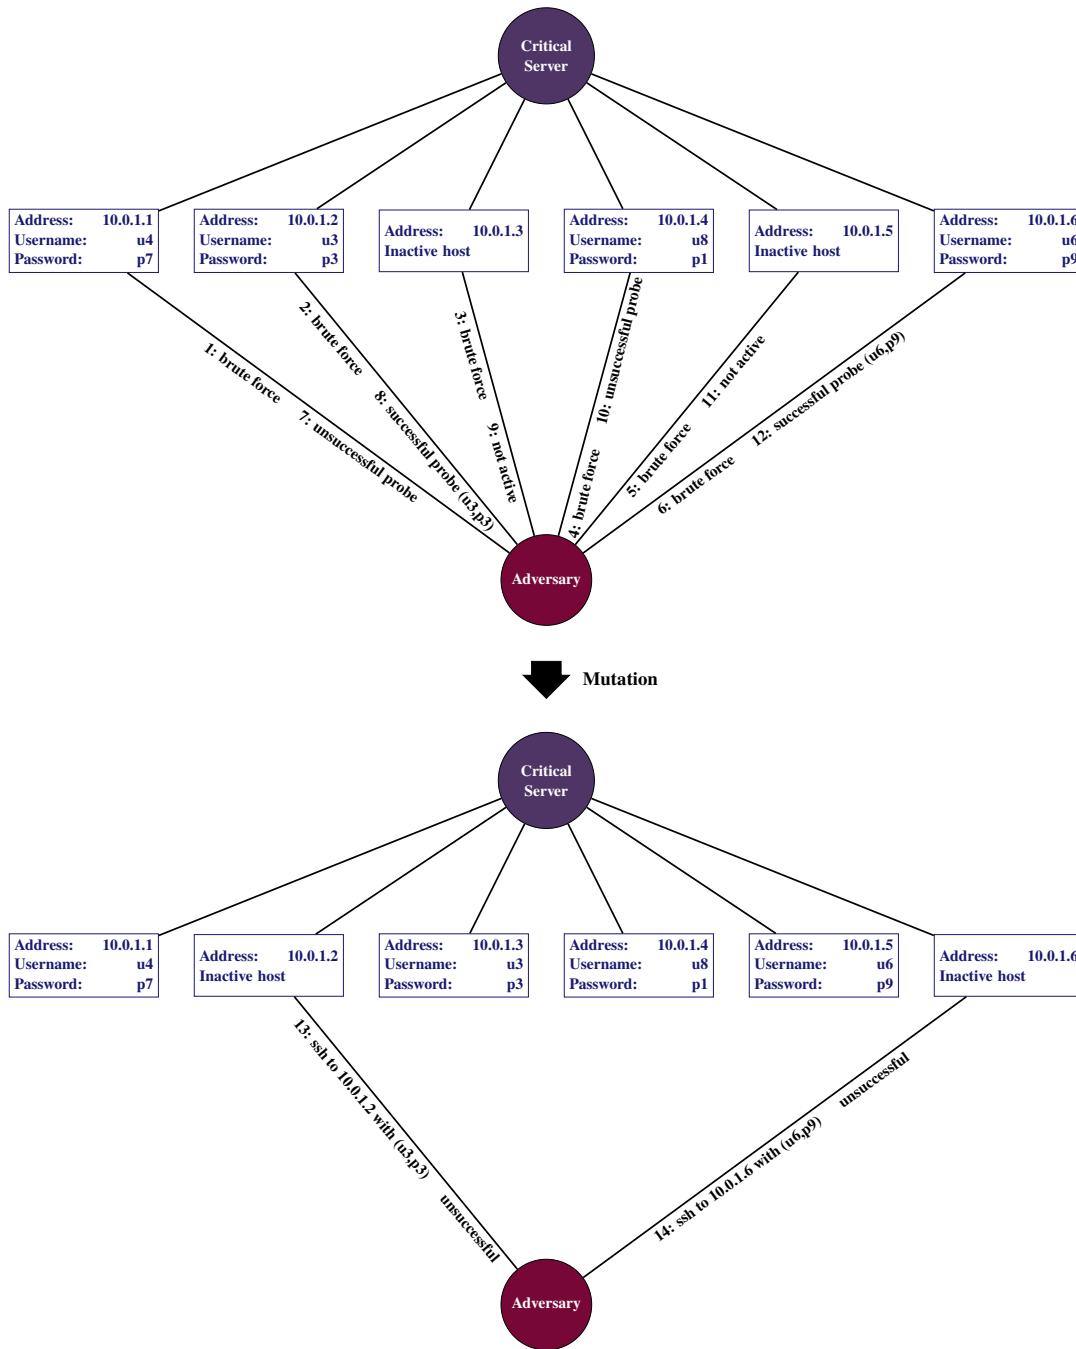 Critical
Server
Address: 10.0.1.1
Username: u4
Password: p7
Address: 10.0.1.2
Username: u3
Password: p3
Address: 10.0.1.3
Inactive host
Address: 10.0.1.4
Username: u8
Password: p1
Address: 10.0.1.5
Inactive host
Address: 10.0.1.6
Username: u6
Password: p9
1: brute force 7: unsuccessful probe
2: brute force 8: successful probe (u3,p3)
3: brute force 9: not active
4: brute force 10: unsuccessful probe
5: brute force 11: not active
6: brute force 12: successful probe (u6,p9)
Adversary
Mutation
Critical
Server
Address: 10.0.1.1
Username: u4
Password: p7
Address: 10.0.1.2
Inactive host
Address: 10.0.1.3
Username: u3
Password: p3
Address: 10.0.1.4
Username: u8
Password: p1
Address: 10.0.1.5
Username: u6
Password: p9
Address: 10.0.1.6
Inactive host
13: ssh to 10.0.1.2 with (u3,p3) unsuccessful
14: ssh to 10.0.1.6 with (u6,p9) unsuccessful
Adversary